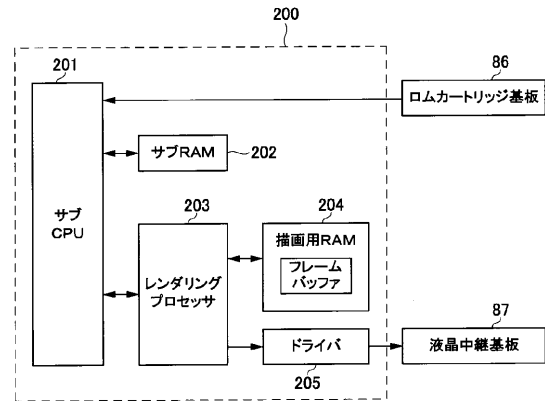 200
201
86
ロムカートリッジ基板
サブRAM
202
サブ
CPU
203
204
描画用RAM
フレーム
バッファ
レンダリング
プロセッサ
87
ドライバ
液晶中継基板
205